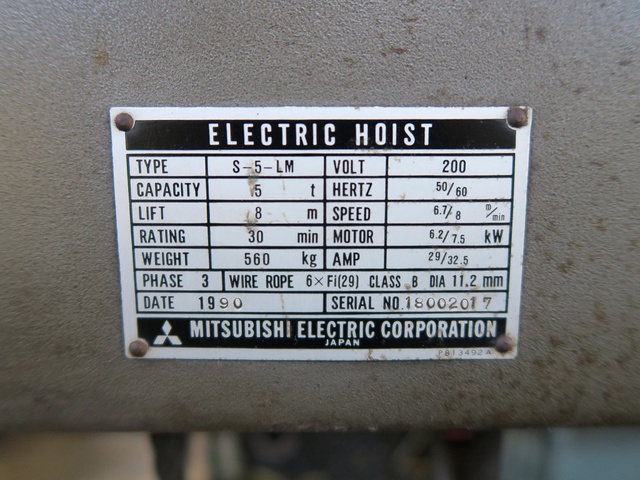 ELECTRIC HOIST
TYPE S-5-LM VOLT 200
CAPACITY 5 t HERTZ 50/60
LIFT 8 m SPEED 6.7/8 m/min
RATING 30 min MOTOR 6.2/7.5 kW
WEIGHT 560 kg AMP 29/32.5
PHASE 3 WIRE ROPE 6×Fi(29) CLASS B DIA 11.2 mm
DATE 1990 SERIAL NO. 18002017
MITSUBISHI ELECTRIC CORPORATION
JAPAN
P813492A